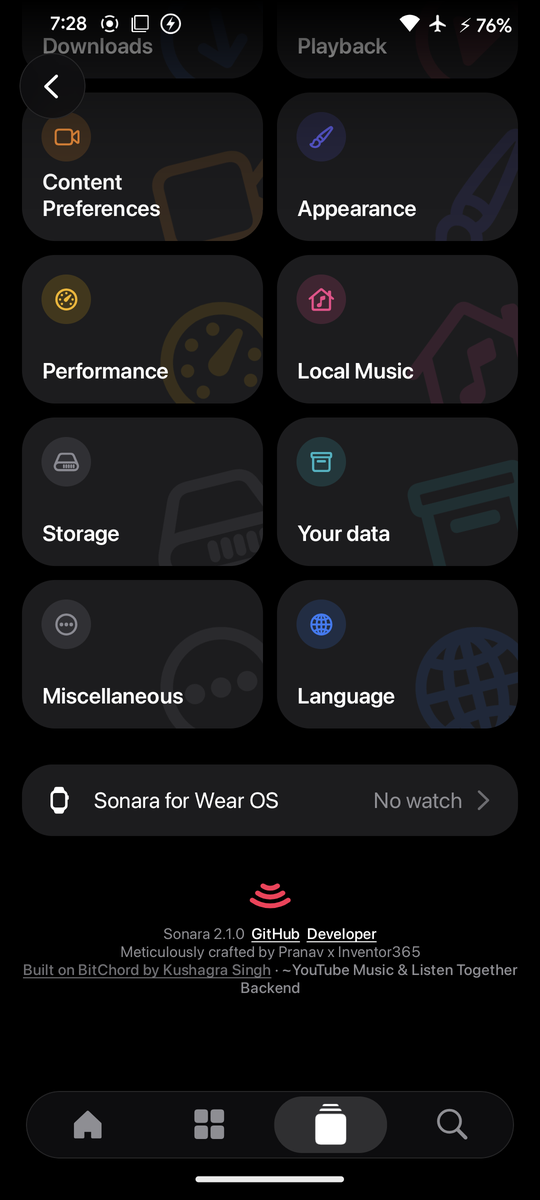 7:28
76%
Downloads
Playback
Content
Preferences
Appearance
Performance
Local Music
Storage
Your data
Miscellaneous
Language
Sonara for Wear OS
No watch
Sonara 2.1.0 GitHub Developer
Meticulously crafted by Pranav x Inventor365
Built on BitChord by Kushagra Singh · ~YouTube Music & Listen Together
Backend